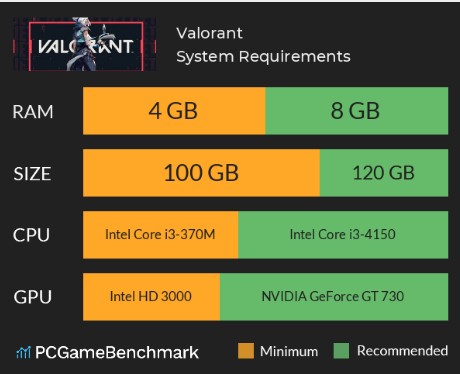 VALORANT
Valorant
System Requirements
RAM 4 GB 8 GB
SIZE 100 GB 120 GB
CPU Intel Core i3-370M Intel Core i3-4150
GPU Intel HD 3000 NVIDIA GeForce GT 730
PCGameBenchmark Minimum Recommended